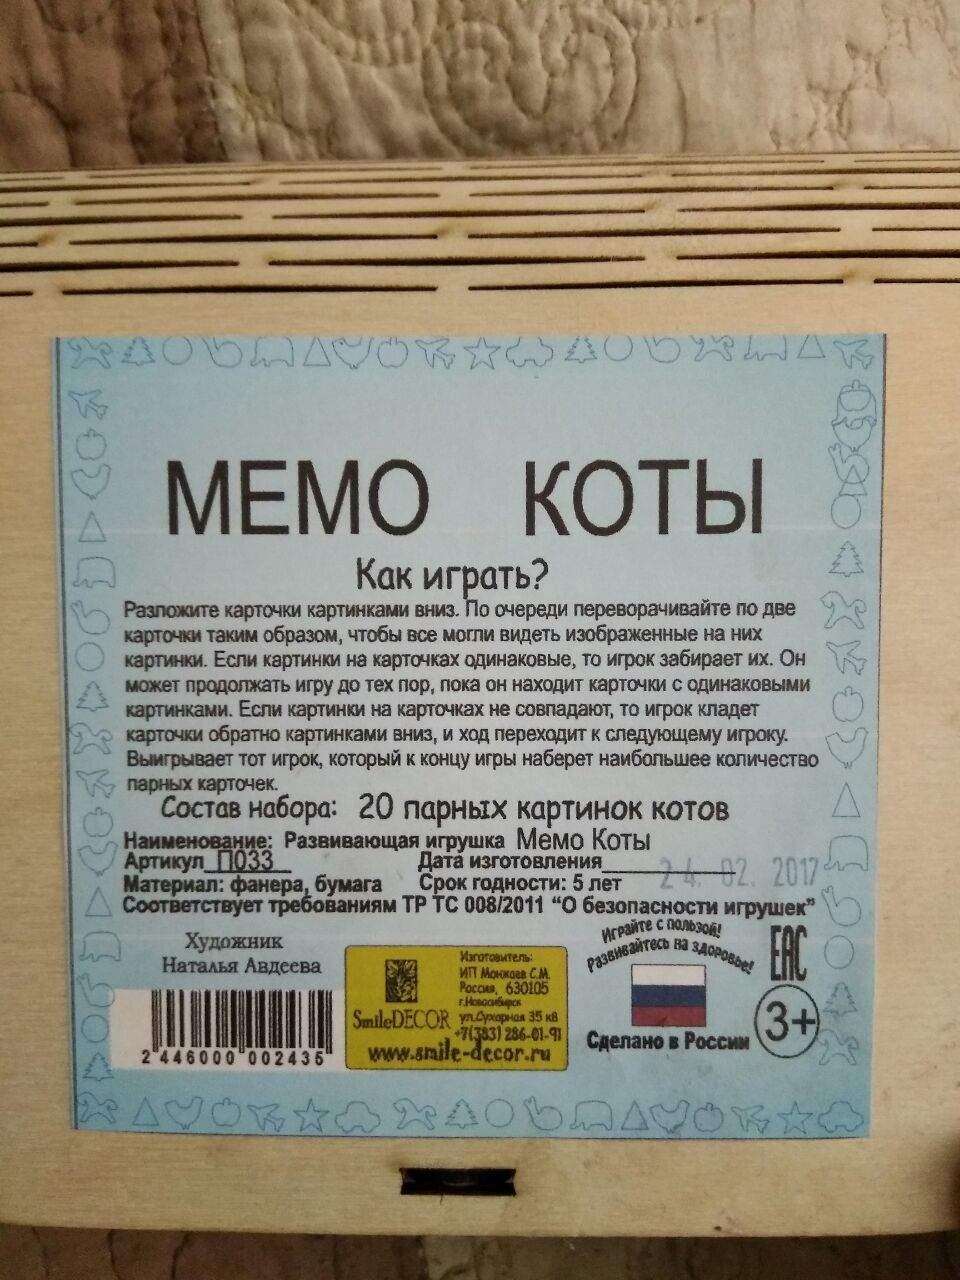 МЕМО КОТЫ
Как играть?
Разложите карточки картинками вниз. По очереди переворачивайте по две
карточки таким образом, чтобы все могли видеть изображенные на них
картинки. Если картинки на карточках одинаковые, то игрок забирает их. Он
может продолжать игру до тех пор, пока он находит карточки с одинаковыми
картинками. Если картинки на карточках не совпадают, то игрок кладет
карточки обратно картинками вниз, и ход переходит к следующему игроку.
Выигрывает тот игрок, который к концу игры наберет наибольшее количество
парных карточек.
Состав набора: 20 парных картинок котов
Наименование: Развивающая игрушка Мемо Коты
Артикул П033 Дата изготовления 24. 02. 2017
Материал: фанера, бумага Срок годности: 5 лет
Соответствует требованиям ТР ТС 008/2011 “О безопасности игрушек”
Художник
Наталья Авдеева
2 446000 002435
SmileDECOR
Изготовитель:
ИП Монжаев С.М.
Россия, 630105
г.Новосибирск
ул.Сухарная 35 к8
+7(383) 286-01-91
www.smile-decor.ru
Играйте с пользой!
Развивайтесь на здоровье!
Сделано в России
EAC
3+